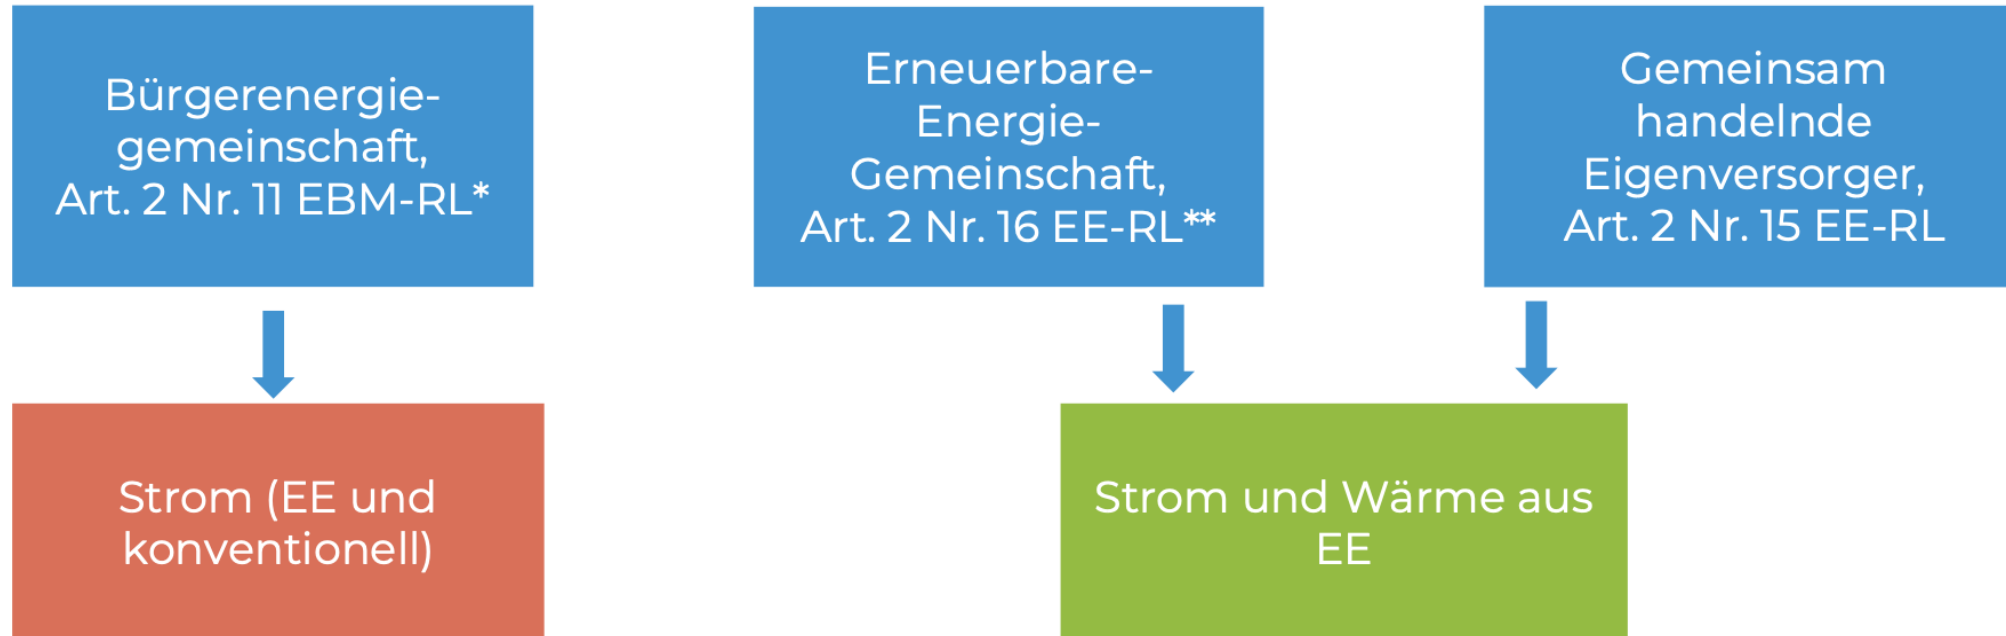 Bürgerenergie-
gemeinschaft,
Art. 2 Nr. 11 EBM-RL*
Erneuerbare-
Energie-
Gemeinschaft,
Art. 2 Nr. 16 EE-RL**
Gemeinsam
handelnde
Eigenversorger,
Art. 2 Nr. 15 EE-RL
Strom (EE und
konventionell)
Strom und Wärme aus
EE